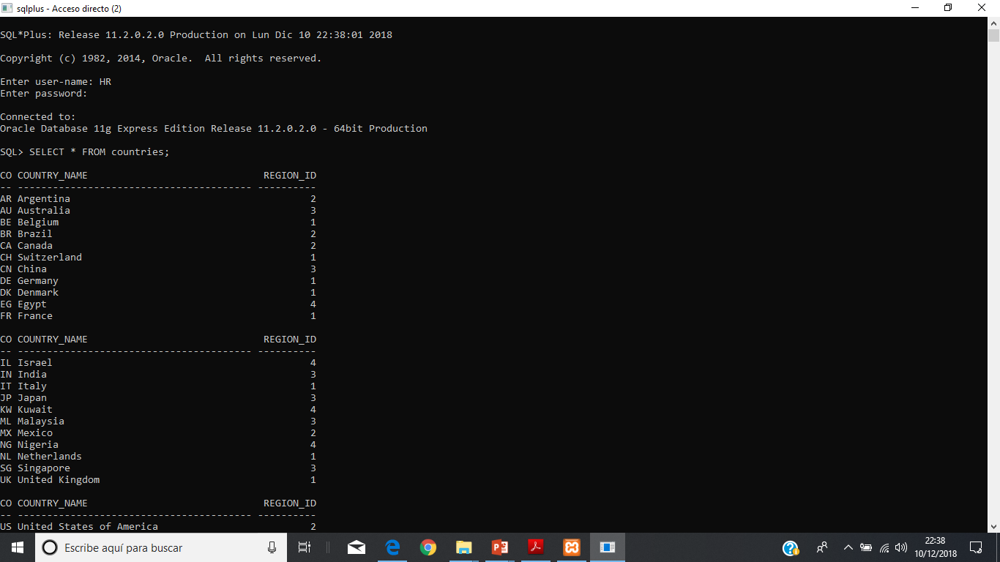 sqlplus - Acceso directo (2)
SQL*Plus: Release 11.2.0.2.0 Production on Lun Dic 10 22:38:01 2018
Copyright (c) 1982, 2014, Oracle.  All rights reserved.
Enter user-name: HR
Enter password:
Connected to:
Oracle Database 11g Express Edition Release 11.2.0.2.0 - 64bit Production
SQL> SELECT * FROM countries;
CO COUNTRY_NAME                              REGION_ID
-- ---------------------------------------- ----------
AR Argentina                                         2
AU Australia                                         3
BE Belgium                                           1
BR Brazil                                            2
CA Canada                                            2
CH Switzerland                                       1
CN China                                             3
DE Germany                                           1
DK Denmark                                           1
EG Egypt                                             4
FR France                                            1
CO COUNTRY_NAME                              REGION_ID
-- ---------------------------------------- ----------
IL Israel                                            4
IN India                                             3
IT Italy                                             1
JP Japan                                             3
KW Kuwait                                            4
ML Malaysia                                          3
MX Mexico                                            2
NG Nigeria                                           4
NL Netherlands                                       1
SG Singapore                                         3
UK United Kingdom                                    1
CO COUNTRY_NAME                              REGION_ID
-- ---------------------------------------- ----------
US United States of America                          2
Escribe aquí para buscar
22:38
10/12/2018